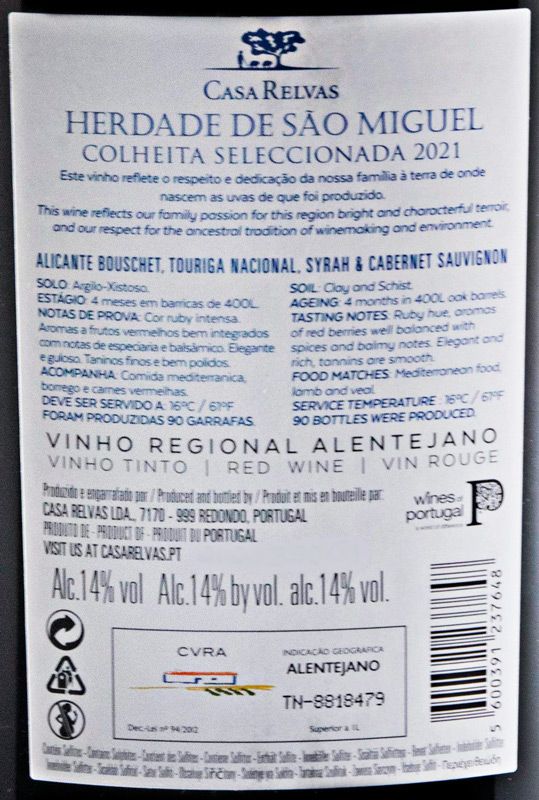 CASA RELVAS
HERDADE DE SÃO MIGUEL
COLHEITA SELECCIONADA 2021
Este vinho reflete o respeito e dedicação da nossa família à terra de onde
nascem as uvas de que foi produzido.
This wine reflects our family passion for this region bright and characterful terroir,
and our respect for the ancestral tradition of winemaking and environment.
ALICANTE BOUSCHET, TOURIGA NACIONAL, SYRAH & CABERNET SAUVIGNON
SOLO: Argilo-Xistoso.
ESTÁGIO: 4 meses em barricas de 400L.
NOTAS DE PROVA: Cor ruby intensa.
Aromas a frutos vermelhos bem integrados
com notas de especiaria e balsâmico. Elegante
e guloso. Taninos finos e bem polidos.
ACOMPANHA: Comida mediterranica,
borrego e carnes vermelhas.
DEVE SER SERVIDO A: 16ºC / 61ºF
FORAM PRODUZIDAS 90 GARRAFAS.
SOIL: Clay and Schist.
AGEING: 4 months in 400L oak barrels.
TASTING NOTES: Ruby hue, aromas
of red berries well balanced with
spices and balmy notes. Elegant and
rich, tannins are smooth.
FOOD MATCHES: Mediterranean food,
lamb and veal.
SERVICE TEMPERATURE : 16ºC / 61ºF
90 BOTTLES WERE PRODUCED.
VINHO REGIONAL ALENTEJANO
VINHO TINTO | RED WINE | VIN ROUGE
Produzido e engarrafado por / Produced and bottled by / Produit et mis en bouteille par:
CASA RELVAS LDA., 7170 - 999 REDONDO, PORTUGAL
PRODUTO DE - PRODUCT OF - PRODUIT DU PORTUGAL
VISIT US AT CASARELVAS.PT
wines of
portugal
Alc.14% vol Alc.14% by vol. alc.14% vol.
CVRA
INDICAÇÃO GEOGRÁFICA
ALENTEJANO
TN-8818479
Dec.-Lei nº 94/2012
Superior a 1L
5 600391 237648
Contém Sulfitos - Contains Sulphites - Contient des Sulfites - Contiene Sulfitos -